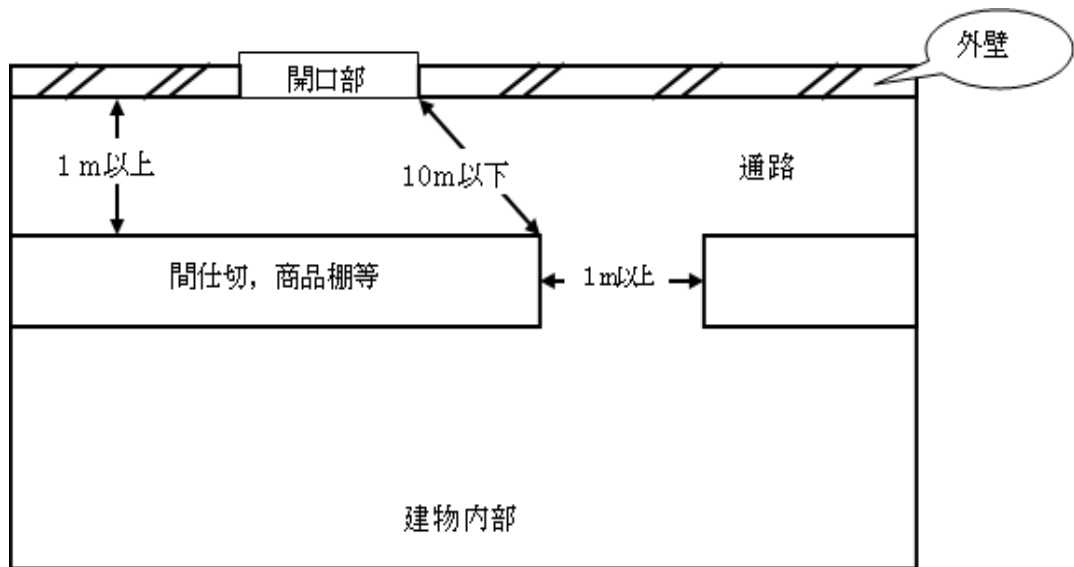 外壁
開口部
1m以上
10m以下
通路
間仕切，商品棚等
1m以上
建物内部